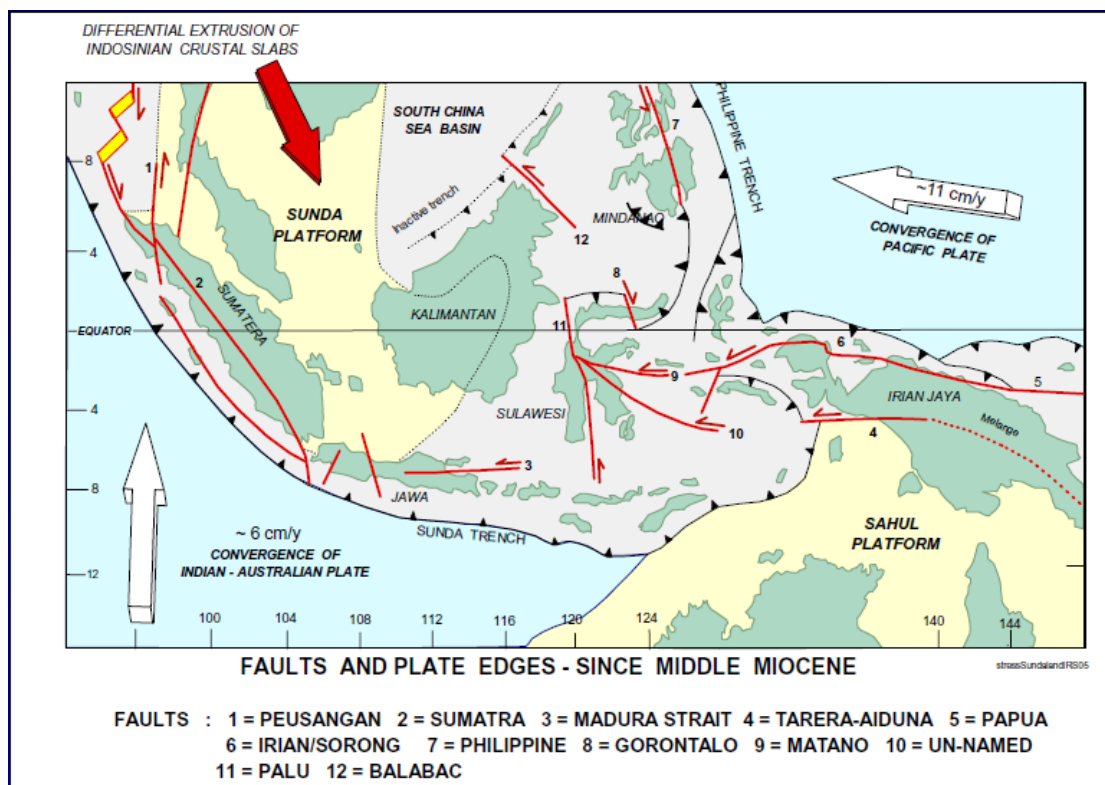 DIFFERENTIAL EXTRUSION OF
INDOSINIAN CRUSTAL SLABS
SOUTH CHINA
SEA BASIN
PHILIPPINE TRENCH
7
8
1
~11 cm/y
Inactive trench
SUNDA
PLATFORM
MINDANAO
CONVERGENCE OF
PACIFIC PLATE
12
4
8
2
SUMATERA
KALIMANTAN
11
EQUATOR
6
9
5
IRIAN JAYA
SULAWESI
4
10
4
Melange
3
8
JAWA
SUNDA TRENCH
~ 6 cm/y
CONVERGENCE OF
INDIAN - AUSTRALIAN PLATE
SAHUL
PLATFORM
12
100 104 108 112 116 120 124 140 144
FAULTS AND PLATE EDGES - SINCE MIDDLE MIOCENE
stressSundalandIRS05
FAULTS : 1 = PEUSANGAN 2 = SUMATRA 3 = MADURA STRAIT 4 = TARERA-AIDUNA 5 = PAPUA
6 = IRIAN/SORONG 7 = PHILIPPINE 8 = GORONTALO 9 = MATANO 10 = UN-NAMED
11 = PALU 12 = BALABAC